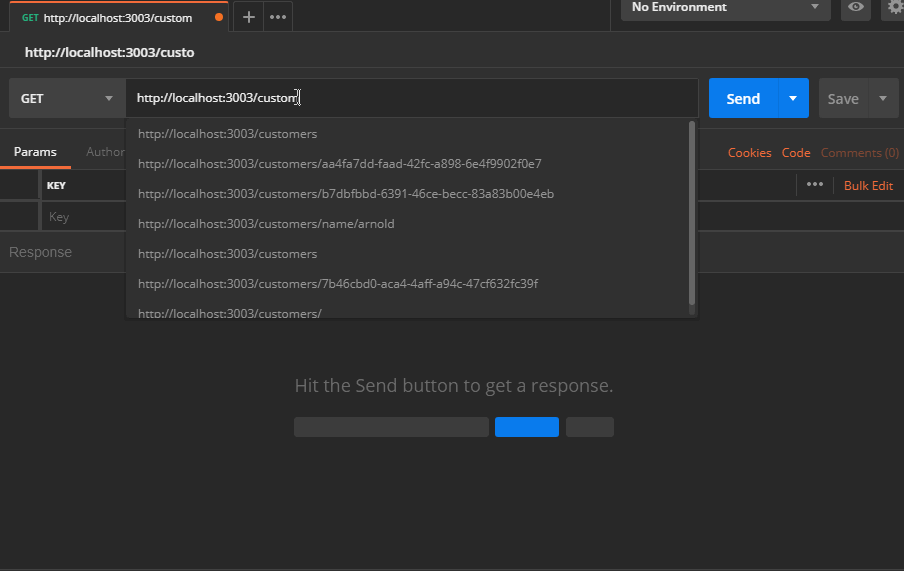 GET http://localhost:3003/custom
No Environment
http://localhost:3003/custo
GET
http://localhost:3003/custom
Send
Save
http://localhost:3003/customers
http://localhost:3003/customers/aa4fa7dd-faad-42fc-a898-6e4f9902f0e7
http://localhost:3003/customers/b7dbfbbd-6391-46ce-becc-83a83b00e4eb
http://localhost:3003/customers/name/arnold
http://localhost:3003/customers
http://localhost:3003/customers/7b46cbd0-aca4-4aff-a94c-47cf632fc39f
http://localhost:3003/customers/
Params
Author
Cookies
Code
Comments (0)
KEY
Bulk Edit
Key
Response
Hit the Send button to get a response.